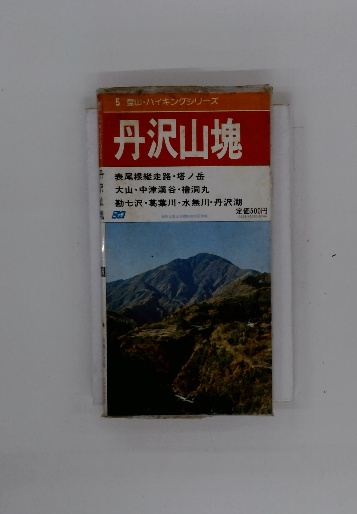 5 登山・ハイキングシリーズ
丹沢山塊
表尾根縦走路・塔ノ岳
大山・中津渓谷・檜洞丸
勘七沢・葛葉川・水無川・丹沢湖
定価500円